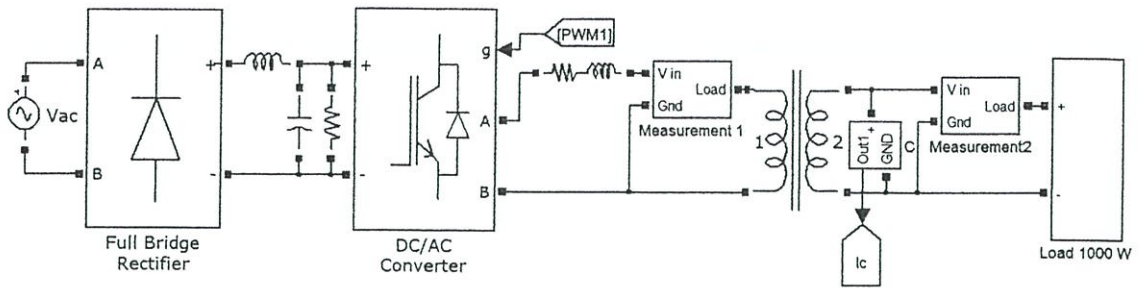 Vac
A
B
+
-
Full Bridge
Rectifier
+
-
g
A
B
DC/AC
Converter
[PWM1]
V in
Load
Gnd
Measurement 1
1
2
Out1
+
GND
C
Ic
V in
Load
Gnd
Measurement2
+
-
Load 1000 W